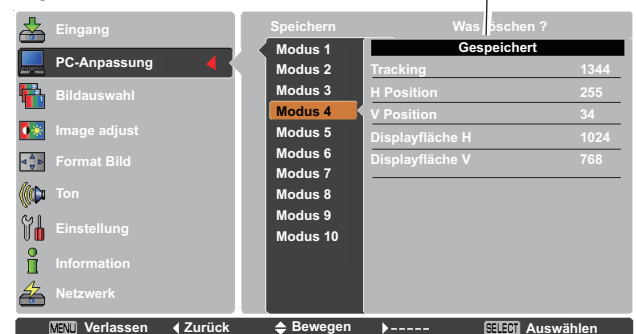 Eingang
PC-Anpassung
Bildauswahl
Image adjust
Format Bild
Ton
Einstellung
Information
Netzwerk
Speichern
Modus 1
Modus 2
Modus 3
Modus 4
Modus 5
Modus 6
Modus 7
Modus 8
Modus 9
Modus 10
Was löschen ?
Gespeichert
Tracking 1344
H Position 255
V Position 34
Displayfläche H 1024
Displayfläche V 768
MENU Verlassen Zurück Bewegen ----- SELECT Auswählen